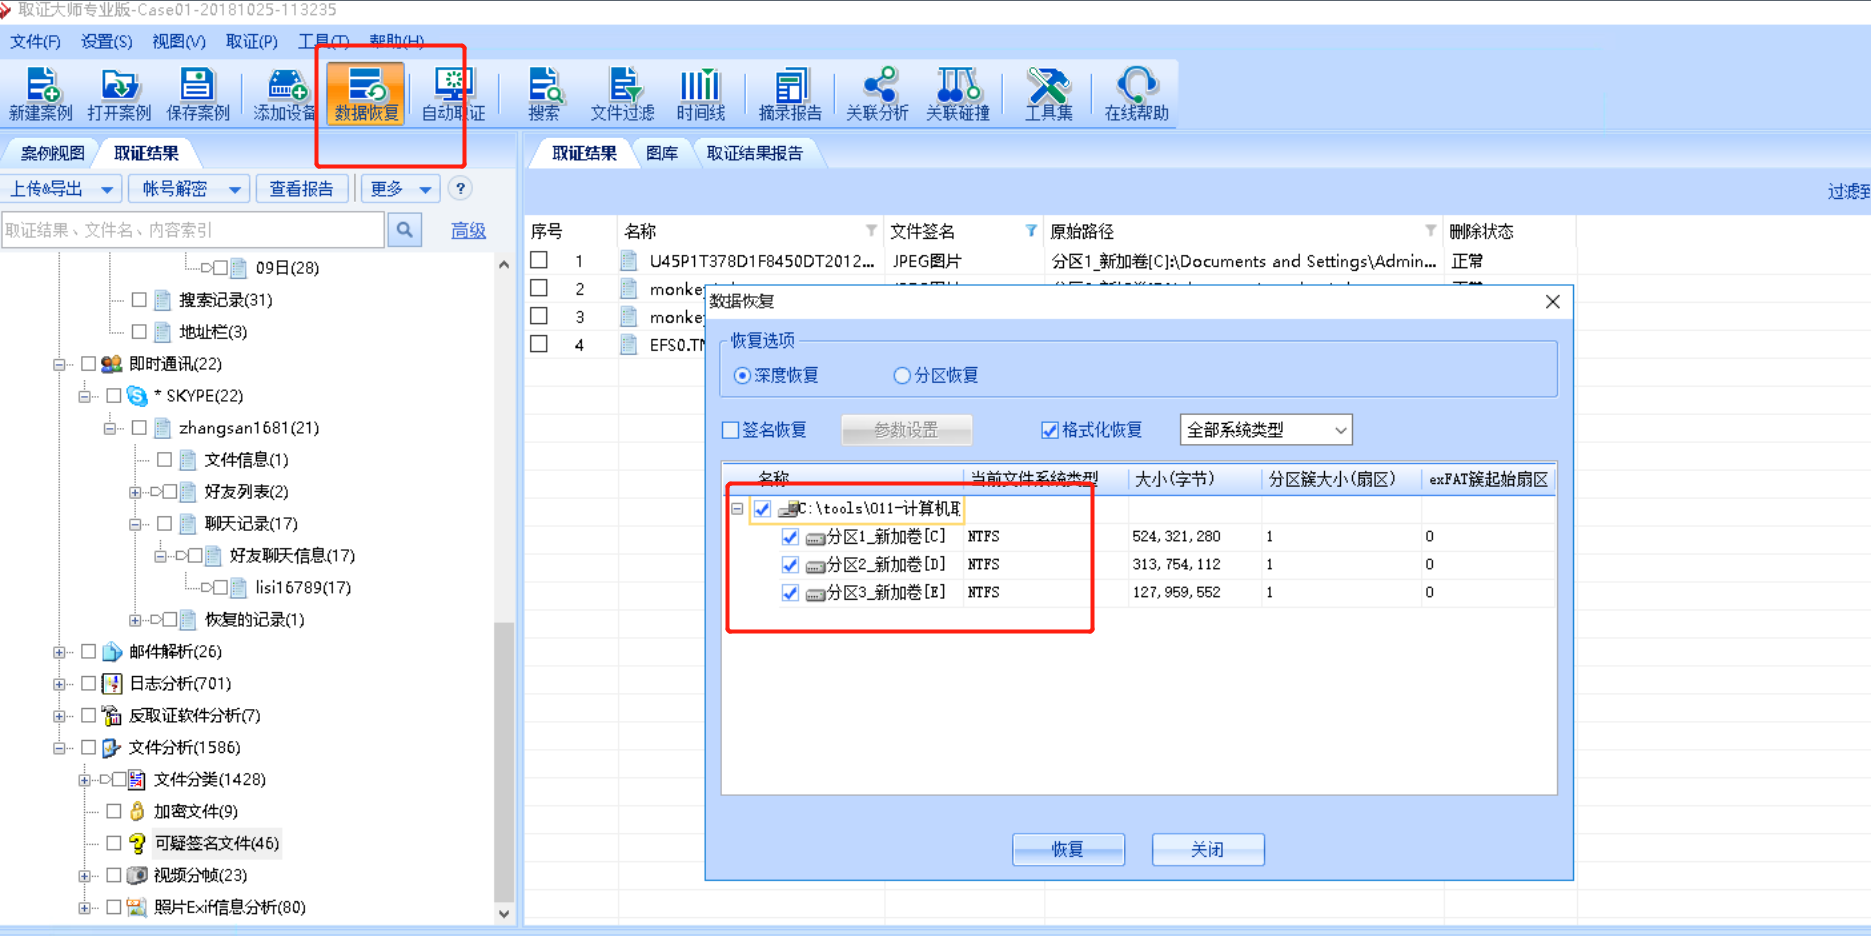 取证大师专业版-Case01-20181025-113235
文件(F) 设置(S) 视图(V) 取证(P) 工具(T) 帮助(H)
新建案例 打开案例 保存案例 添加设备 数据恢复 自动取证 搜索 文件过滤 时间线 摘录报告 关联分析 关联碰撞 工具集 在线帮助
案例视图 取证结果
取证结果 图库 取证结果报告
上传&导出 帐号解密 查看报告 更多 ?
过滤到
取证结果、文件名、内容索引 高级
序号 名称 文件签名 原始路径 删除状态
1 U45P1T378D1F8450DT2012... JPEG图片 分区1_新加卷[C]:\Documents and Settings\Admin... 正常
2 monke
3 monke
4 EFS0.TM
09日(28)
搜索记录(31)
地址栏(3)
即时通讯(22)
* SKYPE(22)
zhangsan1681(21)
文件信息(1)
好友列表(2)
聊天记录(17)
好友聊天信息(17)
lisi16789(17)
恢复的记录(1)
邮件解析(26)
日志分析(701)
反取证软件分析(7)
文件分析(1586)
文件分类(1428)
加密文件(9)
可疑签名文件(46)
视频分帧(23)
照片Exif信息分析(80)
数据恢复
恢复选项
深度恢复 分区恢复
签名恢复 参数设置 格式化恢复 全部系统类型
名称 当前文件系统类型 大小(字节) 分区簇大小(扇区) exFAT簇起始扇区
C:\tools\011-计算机取
分区1_新加卷[C] NTFS 524,321,280 1 0
分区2_新加卷[D] NTFS 313,754,112 1 0
分区3_新加卷[E] NTFS 127,959,552 1 0
恢复 关闭